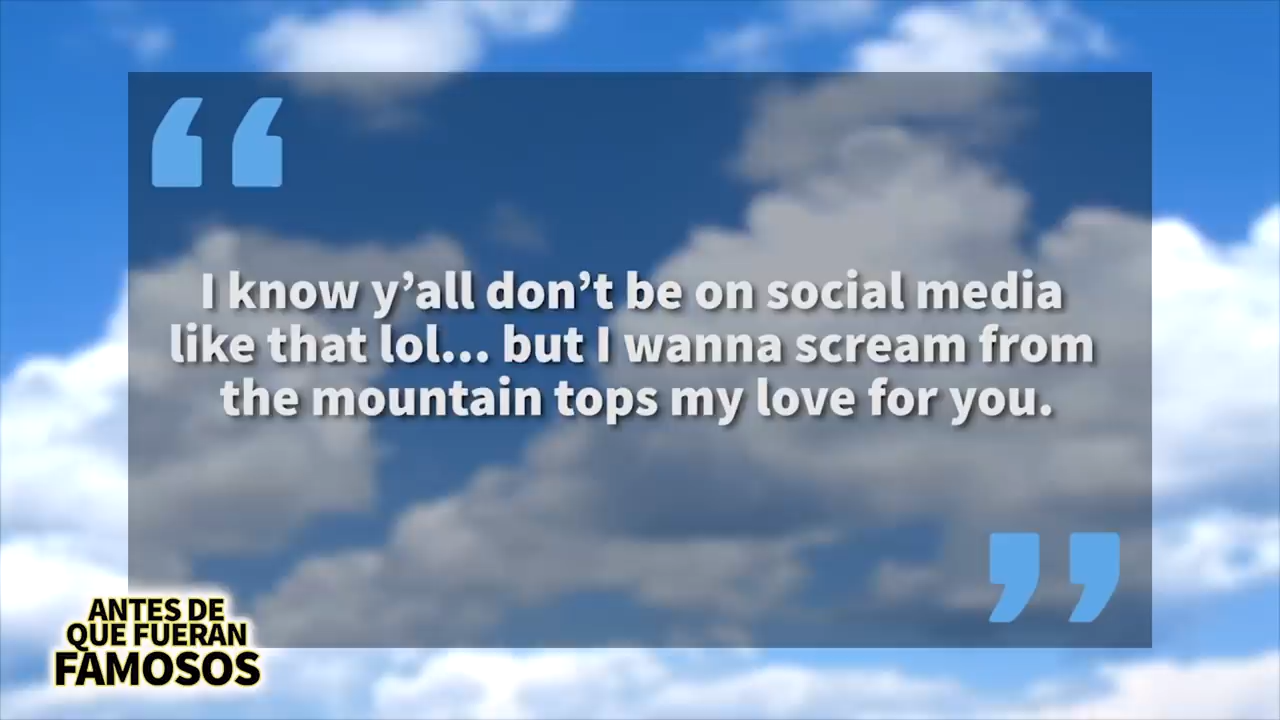 “
I know y’all don’t be on social media
like that lol... but I wanna scream from
the mountain tops my love for you.
”
ANTES DE
QUE FUERAN
FAMOSOS